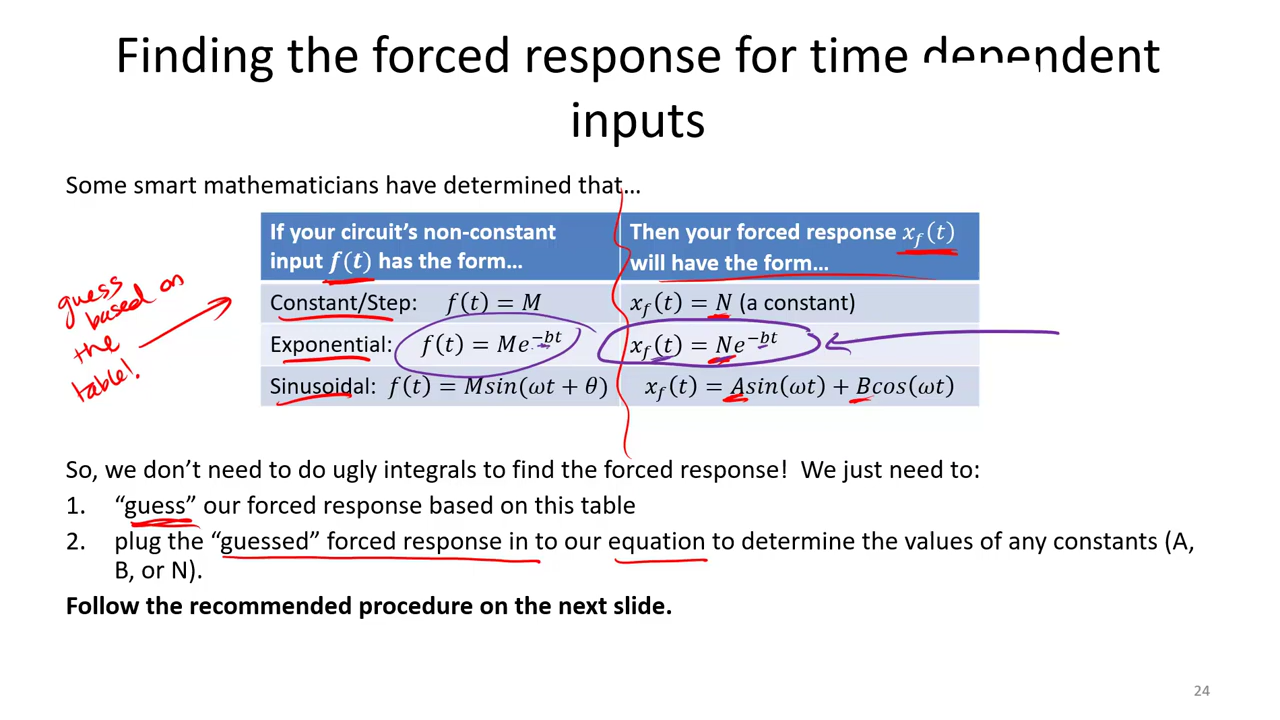 Finding the forced response for time dependent
inputs
Some smart mathematicians have determined that…
If your circuit's non-constant
input f(t) has the form…
Then your forced response x_f(t)
will have the form…
Constant/Step: f(t) = M
x_f(t) = N (a constant)
Exponential: f(t) = Me^{-bt}
x_f(t) = Ne^{-bt}
Sinusoidal: f(t) = Msin(ωt + θ)
x_f(t) = Asin(ωt) + Bcos(ωt)
guess
based on
the
table!
So, we don't need to do ugly integrals to find the forced response! We just need to:
1. "guess" our forced response based on this table
2. plug the "guessed" forced response in to our equation to determine the values of any constants (A,
B, or N).
Follow the recommended procedure on the next slide.
24